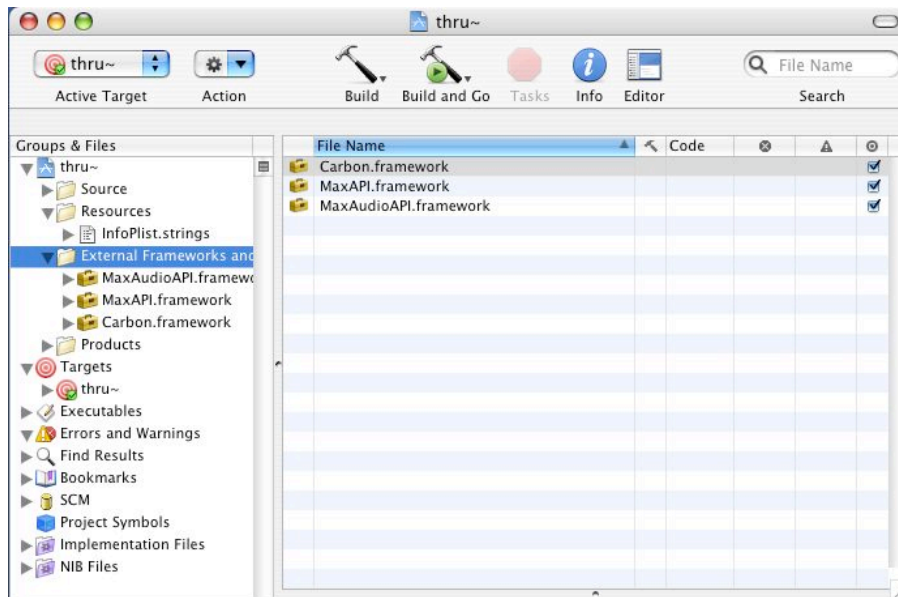 thru~
thru~
Active Target
Action
Build
Build and Go
Tasks
Info
Editor
File Name
Search
Groups & Files
thru~
Source
Resources
InfoPlist.strings
External Frameworks and
MaxAudioAPI.framewo
MaxAPI.framework
Carbon.framework
Products
Targets
thru~
Executables
Errors and Warnings
Find Results
Bookmarks
SCM
Project Symbols
Implementation Files
NIB Files
File Name Code
Carbon.framework
MaxAPI.framework
MaxAudioAPI.framework